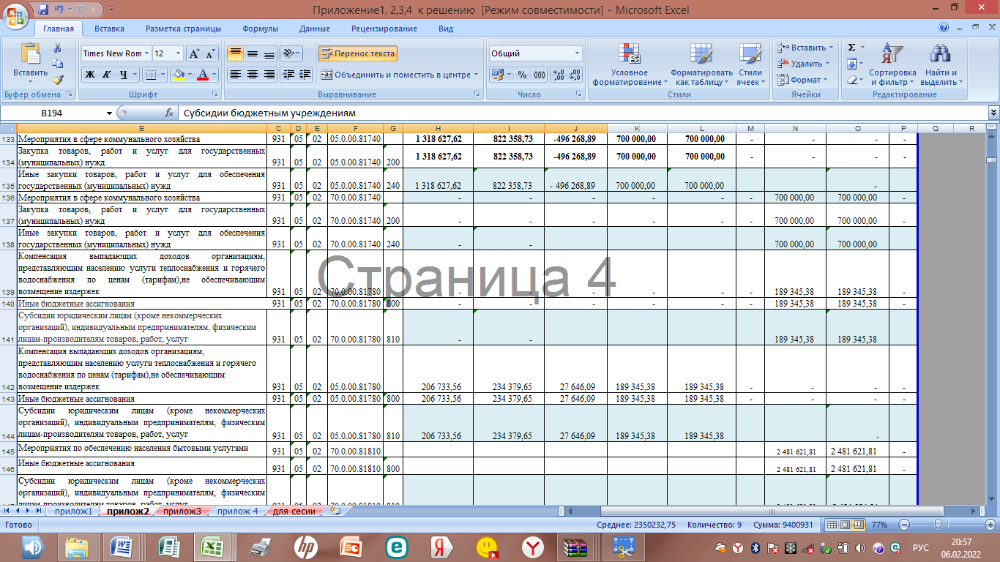 Приложение1, 2,3,4 к решению [Режим совместимости] - Microsoft Excel
Главная Вставка Разметка страницы Формулы Данные Рецензирование Вид
Вставить Times New Rom 12 Перенос текста Общий Условное форматирование Форматировать как таблицу Стили ячеек Вставить Σ Сортировка и фильтр Найти и выделить
Ж К Ч А Объединить и поместить в центре % 000 Удалить Формат
Буфер обмена Шрифт Выравнивание Число Стили Ячейки Редактирование
B194 fx Субсидии бюджетным учреждениям
B C D E F G H I J K L M N O P Q R
133 Мероприятия в сфере коммунального хозяйства 931 05 02 05.0.00.81740 1 318 627,62 822 358,73 -496 268,89 700 000,00 700 000,00 - - - -
Закупка товаров, работ и услуг для государственных
134 (муниципальных) нужд 931 05 02 05.0.00.81740 200 1 318 627,62 822 358,73 -496 268,89 700 000,00 700 000,00 - - - -
Иные закупки товаров, работ и услуг для обеспечения
135 государственных (муниципальных) нужд 931 05 02 05.0.00.81740 240 1 318 627,62 822 358,73 - 496 268,89 700 000,00 700 000,00 -
136 Мероприятия в сфере коммунального хозяйства 931 05 02 70.0.00.81740 - - - - - - 700 000,00 700 000,00 -
Закупка товаров, работ и услуг для государственных
137 (муниципальных) нужд 931 05 02 70.0.00.81740 200 - - - - - - 700 000,00 700 000,00 -
Иные закупки товаров, работ и услуг для обеспечения
138 государственных (муниципальных) нужд 931 05 02 70.0.00.81740 240 - - 700 000,00 700 000,00
Компенсация выпадающих доходов организациям,
представляющим населению услуги теплоснабжения и горячего
водоснабжения по ценам (тарифам),не обеспечивающим
139 возмещение издержек 931 05 02 70.0.00.81780 - - - - - - 189 345,38 189 345,38 -
Страница 4
140 Иные бюджетные ассигнования 931 05 02 70.0.00.81780 800 - - - - - - 189 345,38 189 345,38 -
Субсидии юридическим лицам (кроме некоммерческих
организаций), индивидуальным предпринимателям, физическим
141 лицам-производителям товаров, работ, услуг 931 05 02 70.0.00.81780 810 - - 189 345,38 189 345,38
Компенсация выпадающих доходов организациям,
представляющим населению услуги теплоснабжения и горячего
водоснабжения по ценам (тарифам),не обеспечивающим
142 возмещение издержек 931 05 02 05.0.00.81780 206 733,56 234 379,65 27 646,09 189 345,38 189 345,38 - - - -
143 Иные бюджетные ассигнования 931 05 02 05.0.00.81780 800 206 733,56 234 379,65 27 646,09 189 345,38 189 345,38 - - - -
Субсидии юридическим лицам (кроме некоммерческих
организаций), индивидуальным предпринимателям, физическим
144 лицам-производителям товаров, работ, услуг 931 05 02 05.0.00.81780 810 206 733,56 234 379,65 27 646,09 189 345,38 189 345,38 -
145 Мероприятия по обеспечению населения бытовыми услугами 931 05 02 70.0.00.81810 2 481 621,81 2 481 621,81 -
146 Иные бюджетные ассигнования 931 05 02 70.0.00.81810 800 2 481 621,81 2 481 621,81 -
Субсидии юридическим лицам (кроме некоммерческих
организаций), индивидуальным предпринимателям, физическим
прилож1 прилож2 прилож3 прилож 4 для сесии
Готово Среднее: 2350232,75 Количество: 9 Сумма: 9400931 77%
РУС 20:57
06.02.2022